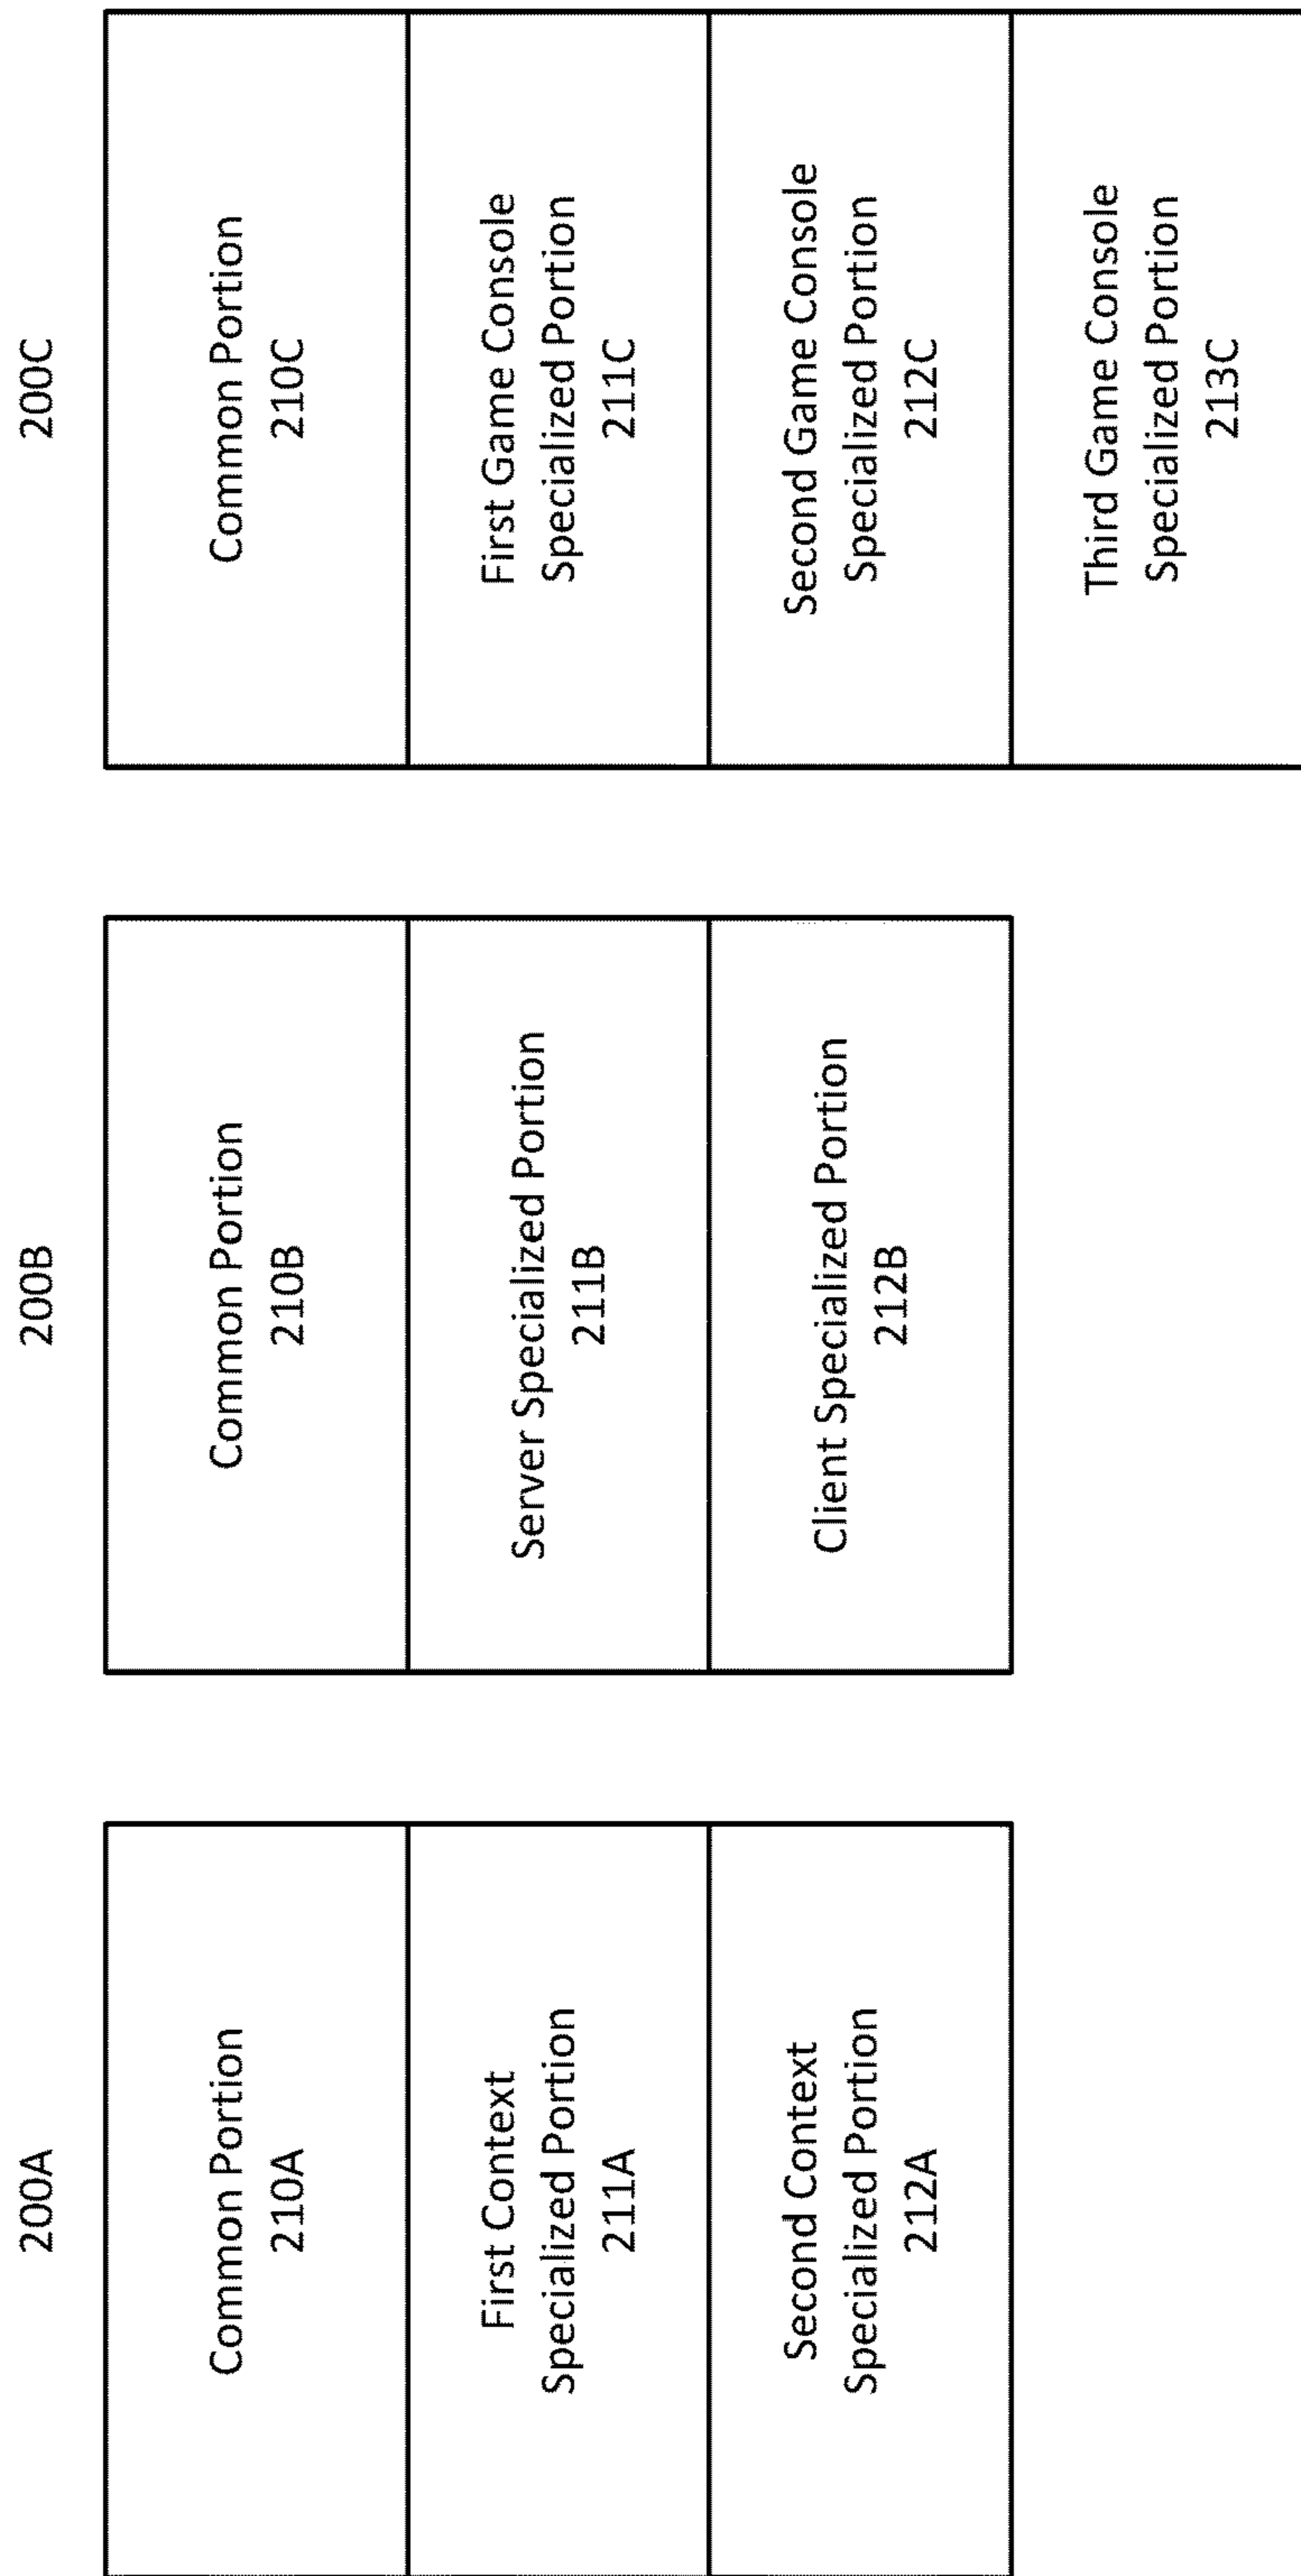 200A
Common Portion
210A
First Context
Specialized Portion
211A
Second Context
Specialized Portion
212A
200B
Common Portion
210B
Server Specialized Portion
211B
Client Specialized Portion
212B
200C
Common Portion
210C
First Game Console
Specialized Portion
211C
Second Game Console
Specialized Portion
212C
Third Game Console
Specialized Portion
213C